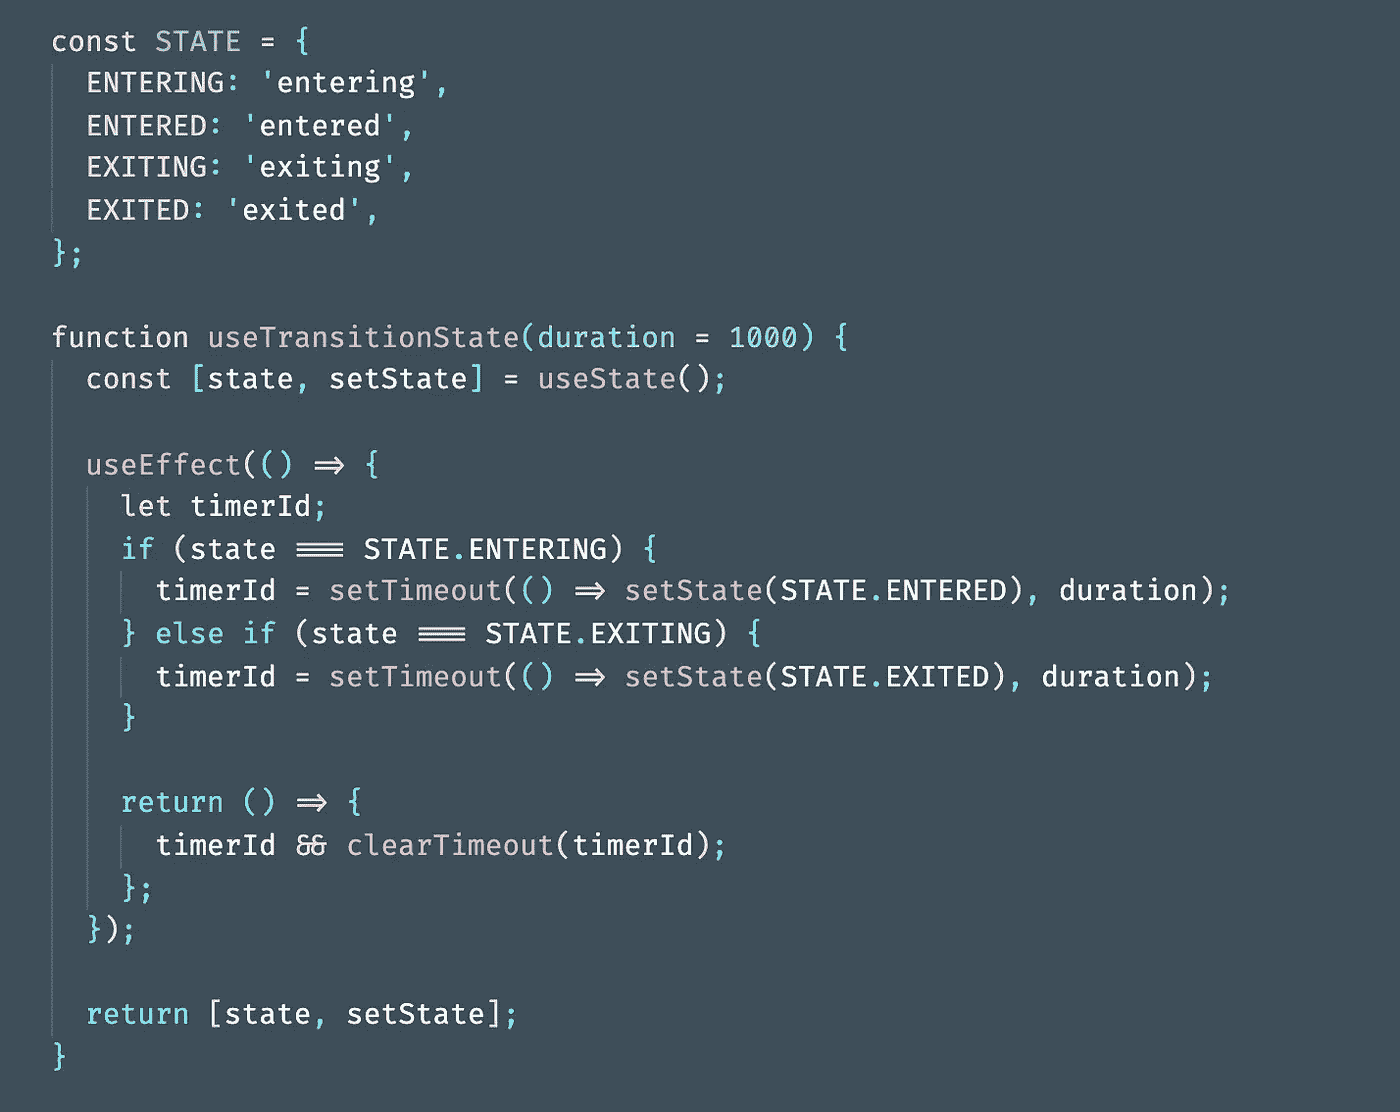 const STATE = {
  ENTERING: 'entering',
  ENTERED: 'entered',
  EXITING: 'exiting',
  EXITED: 'exited',
};

function useTransitionState(duration = 1000) {
  const [state, setState] = useState();

  useEffect(() => {
    let timerId;
    if (state === STATE.ENTERING) {
      timerId = setTimeout(() => setState(STATE.ENTERED), duration);
    } else if (state === STATE.EXITING) {
      timerId = setTimeout(() => setState(STATE.EXITED), duration);
    }

    return () => {
      timerId && clearTimeout(timerId);
    };
  });

  return [state, setState];
}